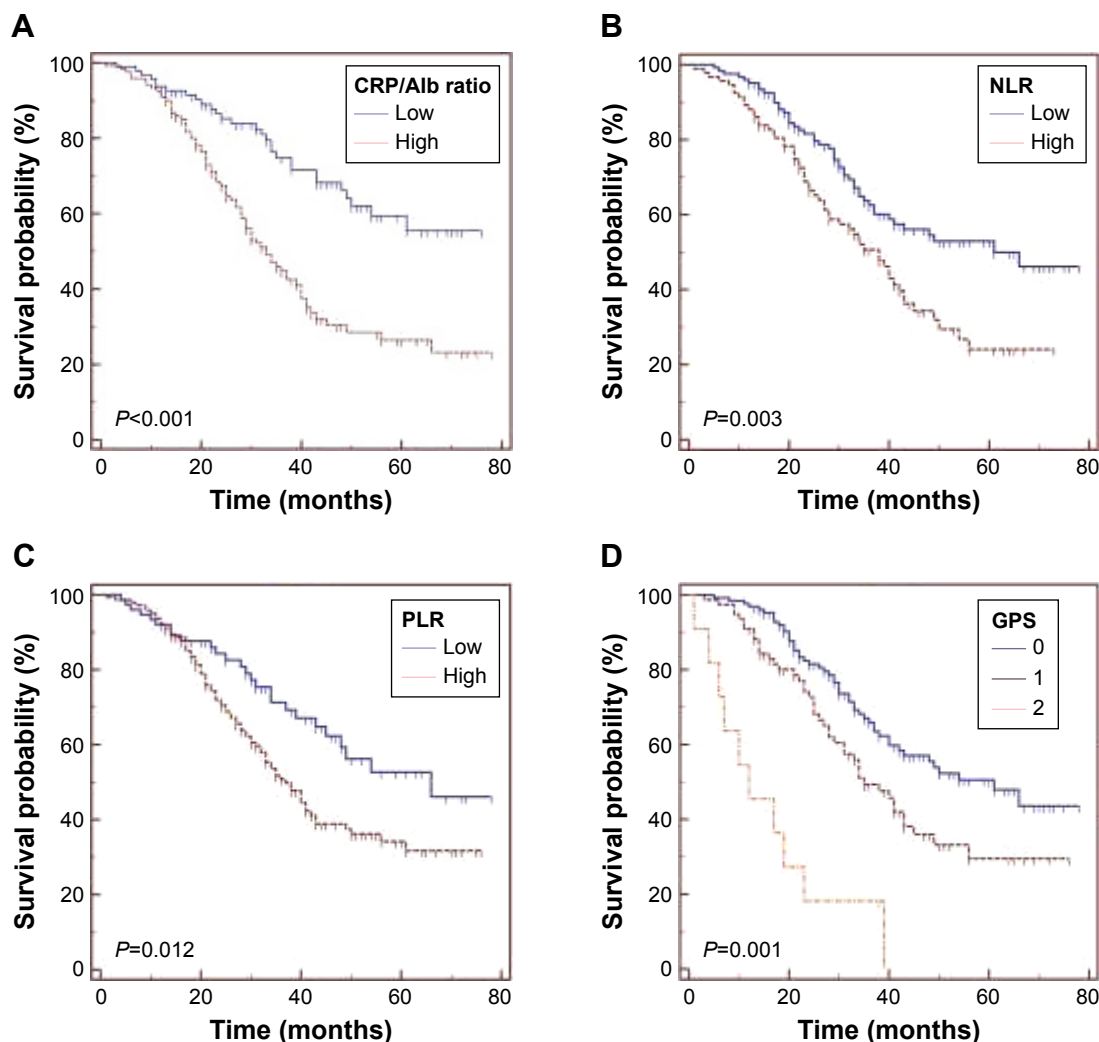 A
Survival probability (%)
100
80
60
40
20
0
CRP/Alb ratio
Low
High
P<0.001
0 20 40 60 80
Time (months)
B
Survival probability (%)
100
80
60
40
20
0
NLR
Low
High
P=0.003
0 20 40 60 80
Time (months)
C
Survival probability (%)
100
80
60
40
20
0
PLR
Low
High
P=0.012
0 20 40 60 80
Time (months)
D
Survival probability (%)
100
80
60
40
20
0
GPS
0
1
2
P=0.001
0 20 40 60 80
Time (months)